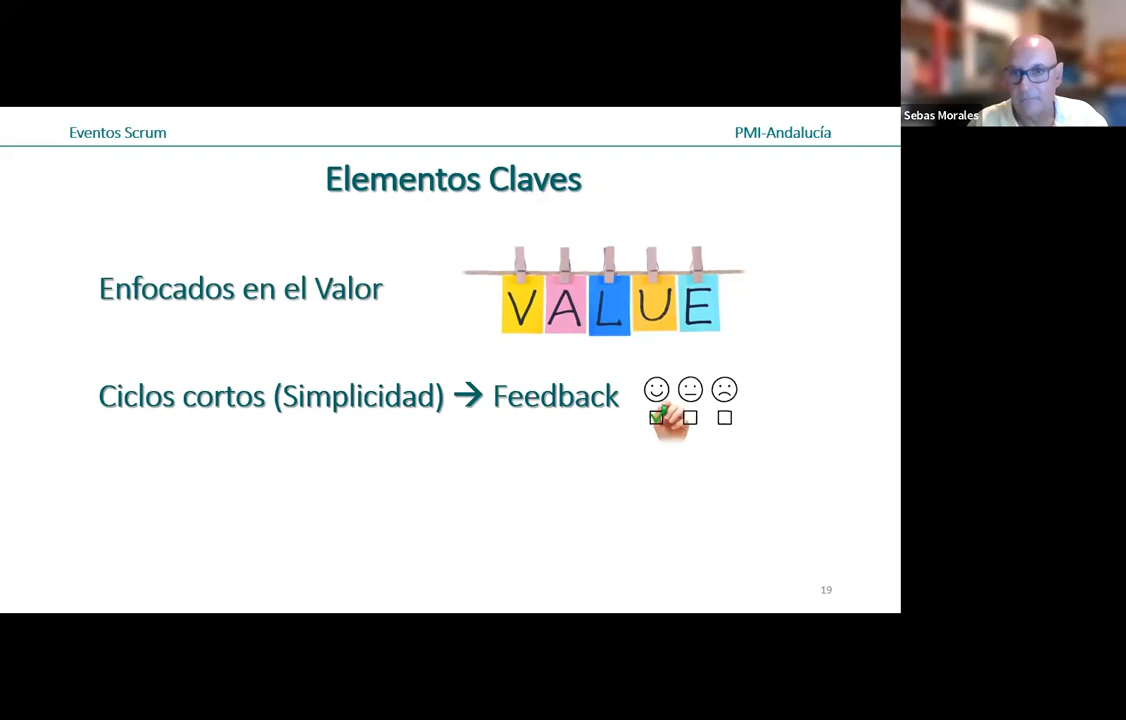 Sebas Morales
Eventos Scrum
PMI-Andalucía
Elementos Claves
Enfocados en el Valor
VALUE
Ciclos cortos (Simplicidad) → Feedback
19